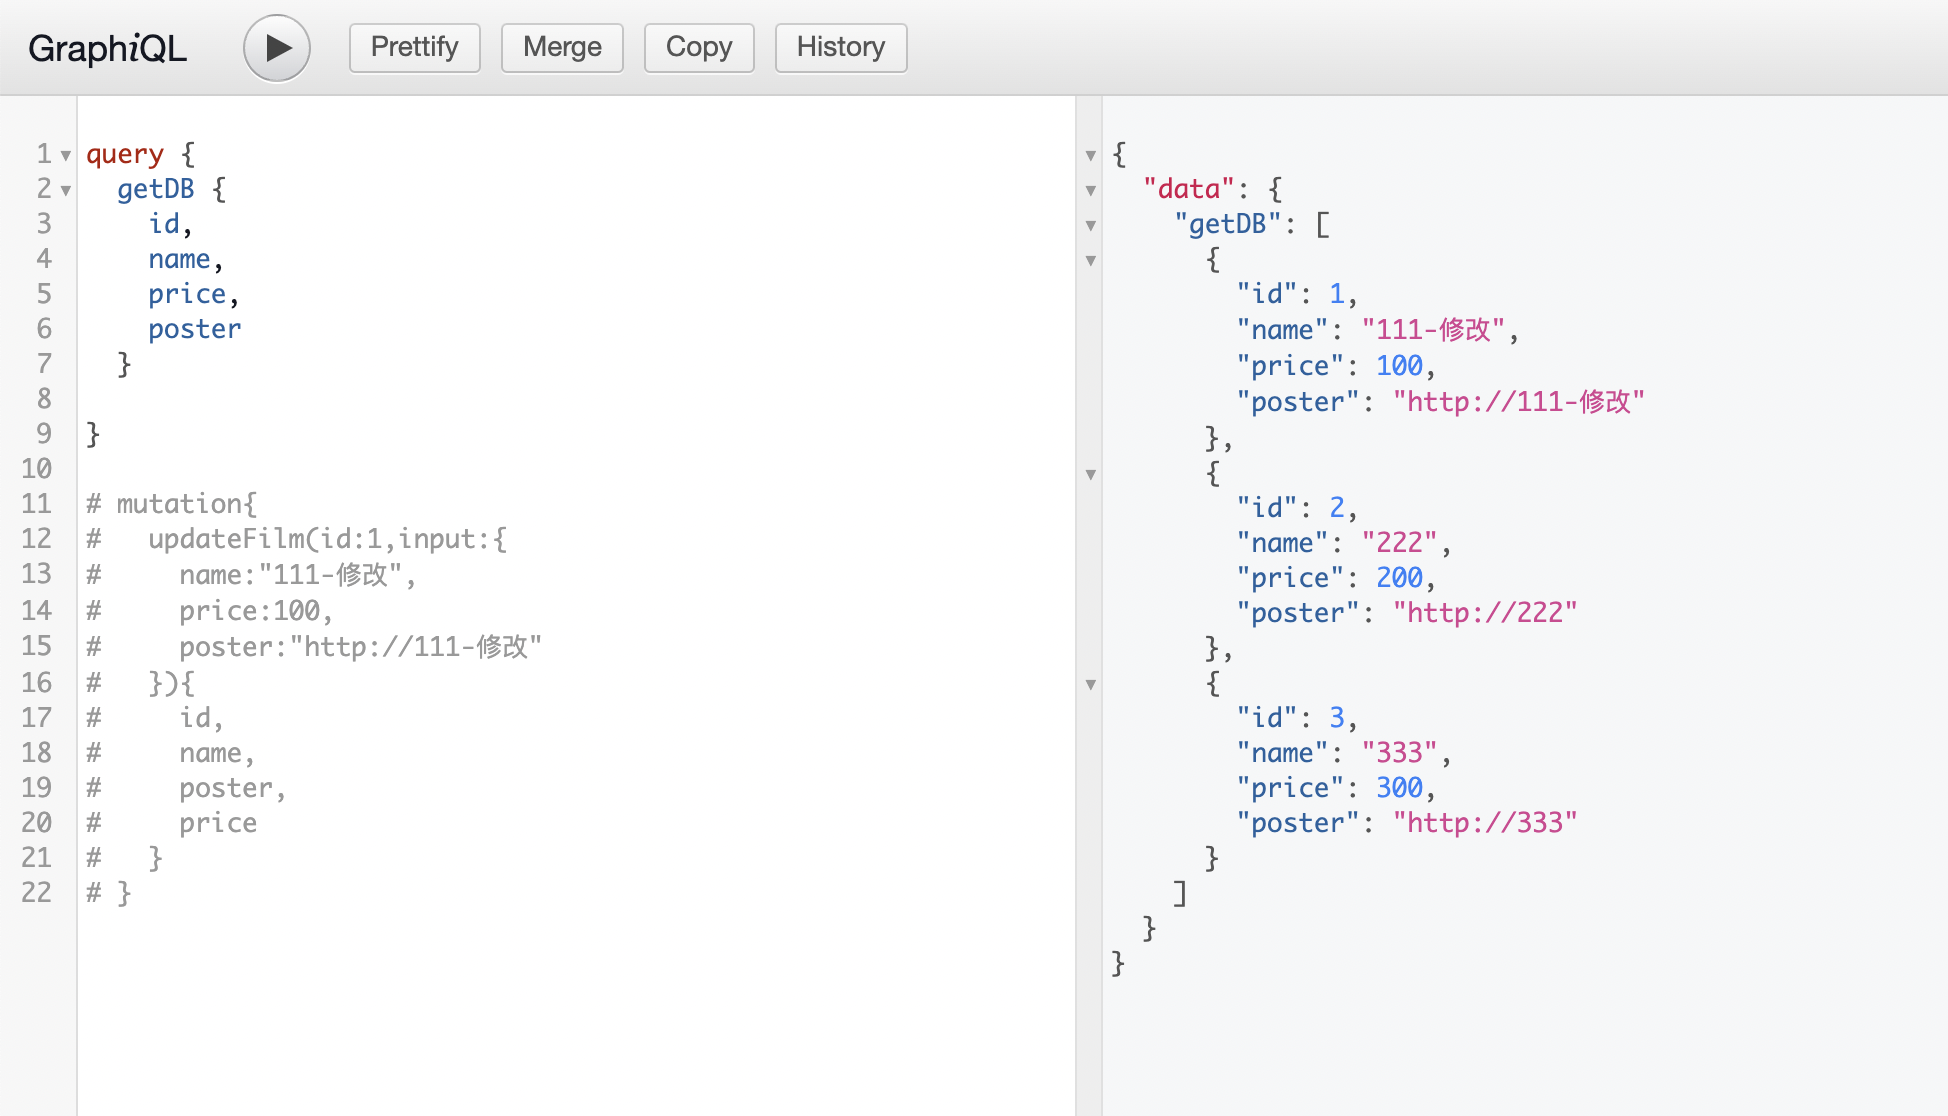 GraphiQL
Prettify
Merge
Copy
History
1 query {
2   getDB {
3     id,
4     name,
5     price,
6     poster
7   }
8
9 }
10
11 # mutation{
12 #   updateFilm(id:1,input:{
13 #     name:"111-修改",
14 #     price:100,
15 #     poster:"http://111-修改"
16 #   }){
17 #     id,
18 #     name,
19 #     poster,
20 #     price
21 #   }
22 # }
{
  "data": {
    "getDB": [
      {
        "id": 1,
        "name": "111-修改",
        "price": 100,
        "poster": "http://111-修改"
      },
      {
        "id": 2,
        "name": "222",
        "price": 200,
        "poster": "http://222"
      },
      {
        "id": 3,
        "name": "333",
        "price": 300,
        "poster": "http://333"
      }
    ]
  }
}